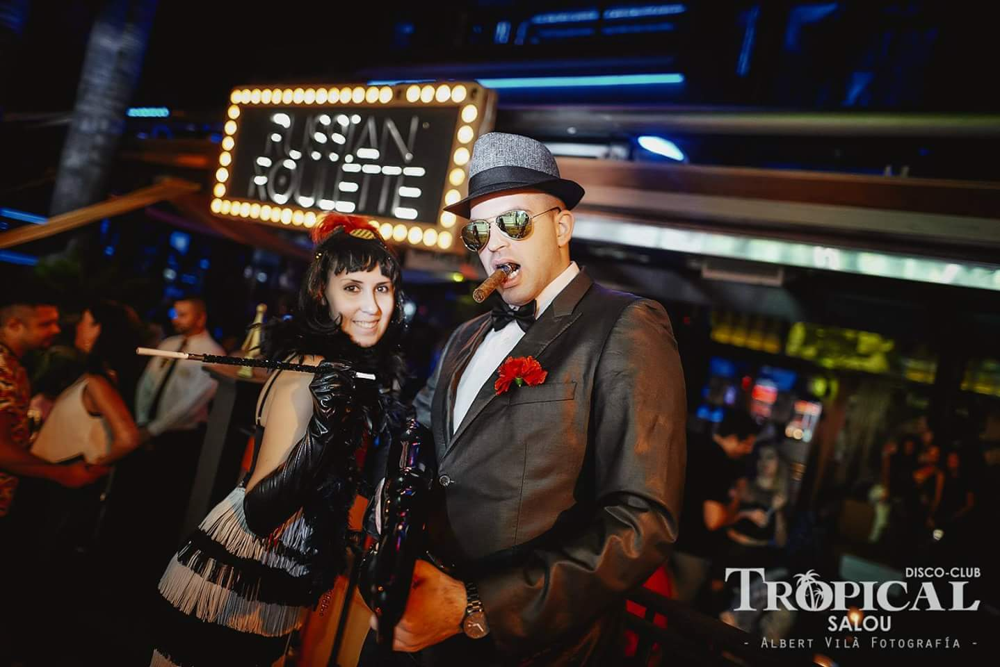 RUSSIAN
ROULETTE
DISCO-CLUB
TROPICAL
SALOU
- ALBERT VILÀ FOTOGRAFÍA -